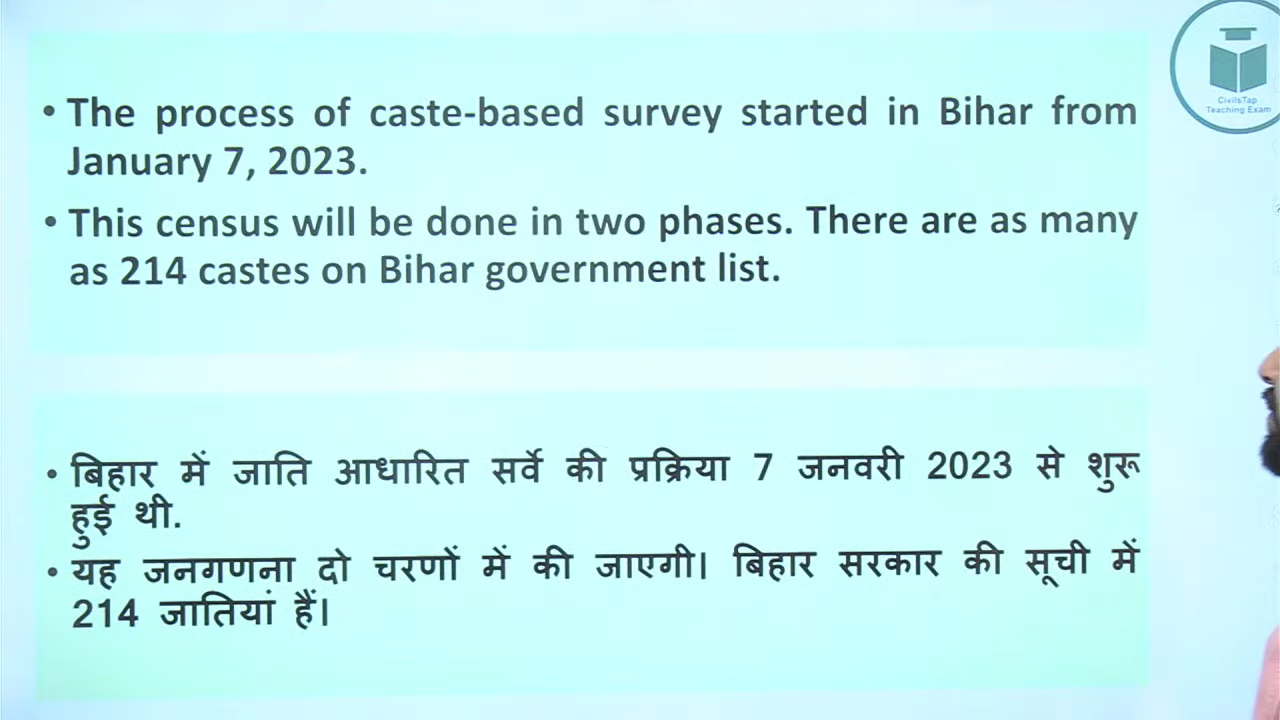 CivilsTap
Teaching Exam
• The process of caste-based survey started in Bihar from
January 7, 2023.
• This census will be done in two phases. There are as many
as 214 castes on Bihar government list.
• बिहार में जाति आधारित सर्वे की प्रक्रिया 7 जनवरी 2023 से शुरू
हुई थी.
• यह जनगणना दो चरणों में की जाएगी। बिहार सरकार की सूची में
214 जातियां हैं।